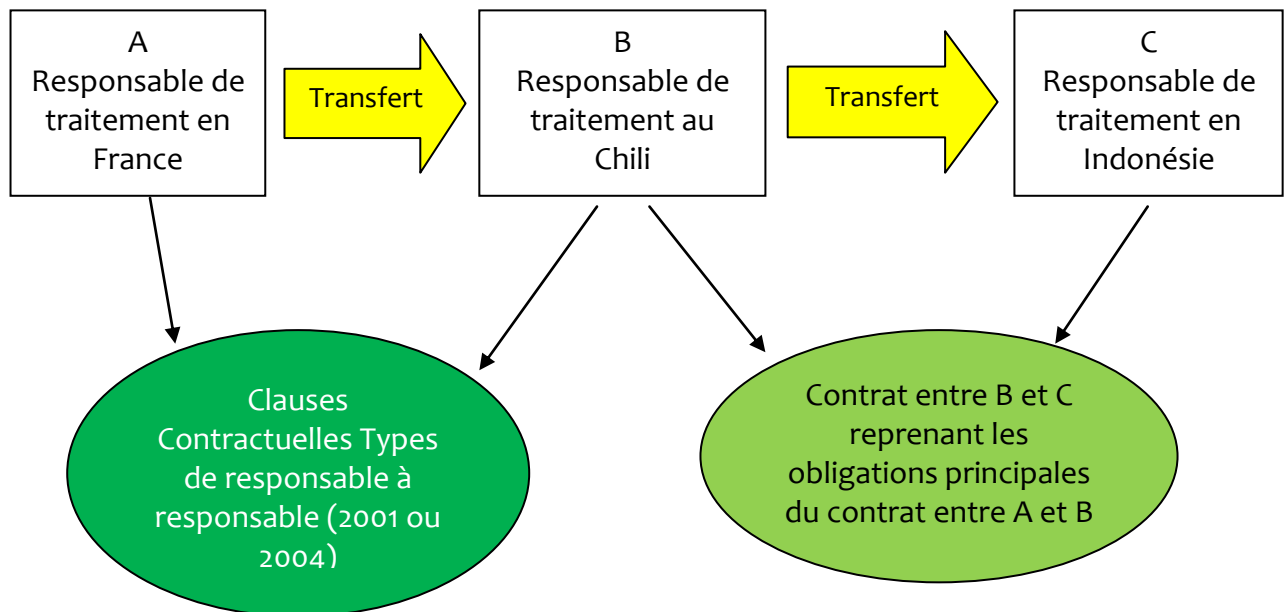 A
Responsable de
traitement en
France
Transfert
B
Responsable de
traitement au
Chili
Transfert
C
Responsable de
traitement en
Indonésie
Clauses
Contractuelles Types
de responsable à
responsable (2001 ou
2004)
Contrat entre B et C
reprenant les
obligations principales
du contrat entre A et B